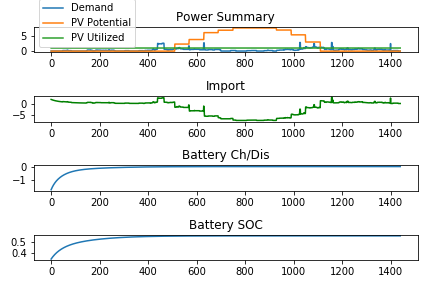 Demand
PV Potential
PV Utilized
Power Summary
5
0
0 200 400 600 800 1000 1200 1400
Import
0
−5
0 200 400 600 800 1000 1200 1400
Battery Ch/Dis
0
−1
0 200 400 600 800 1000 1200 1400
Battery SOC
0.5
0.4
0 200 400 600 800 1000 1200 1400